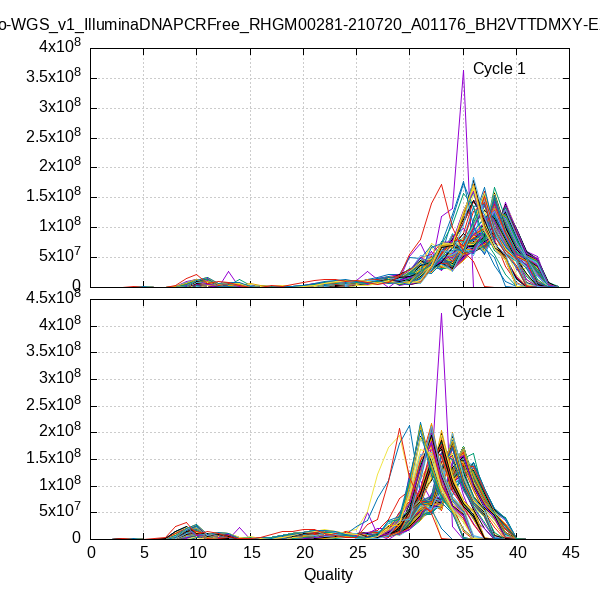 o-WGS_v1_IlluminaDNAPCRFree_RHGM00281-210720_A01176_BH2VTTDMXY-E
4x10⁸
3.5x10⁸
3x10⁸
2.5x10⁸
2x10⁸
1.5x10⁸
1x10⁸
5x10⁷
0
Cycle 1
4.5x10⁸
4x10⁸
3.5x10⁸
3x10⁸
2.5x10⁸
2x10⁸
1.5x10⁸
1x10⁸
5x10⁷
0
Cycle 1
0 5 10 15 20 25 30 35 40 45
Quality